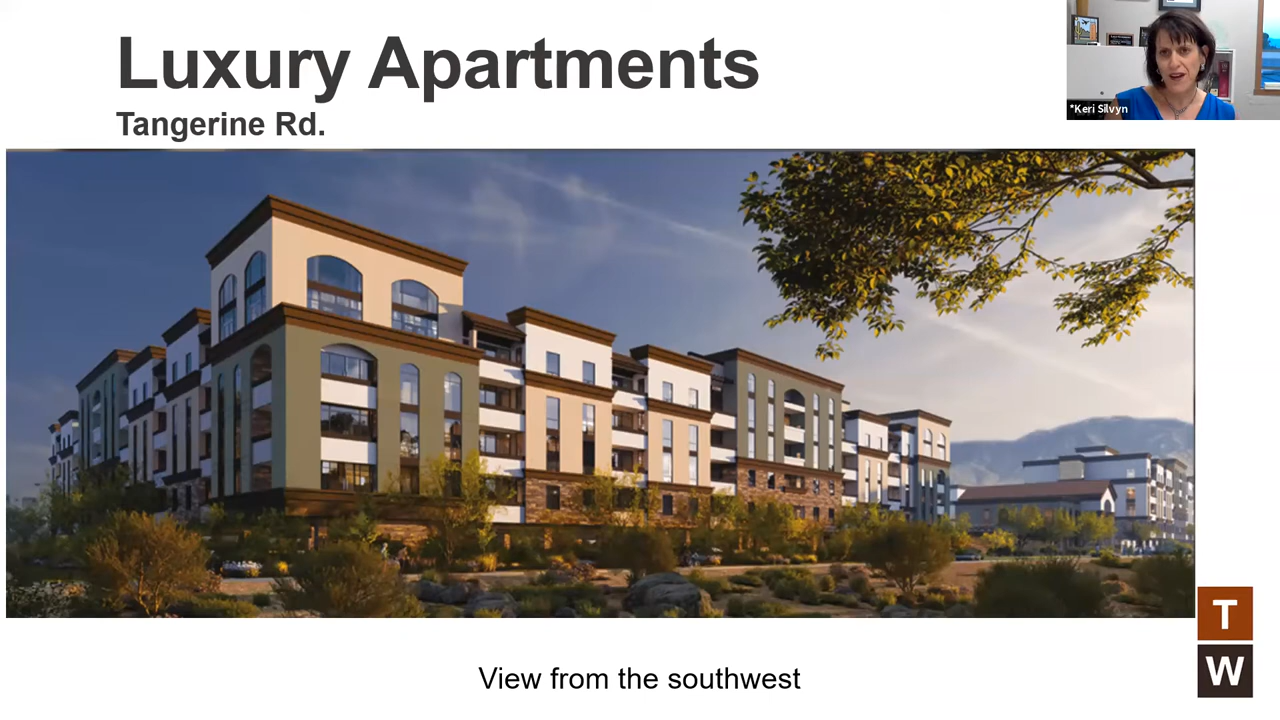 Luxury Apartments
Tangerine Rd.
*Keri Silvyn
View from the southwest
T
W